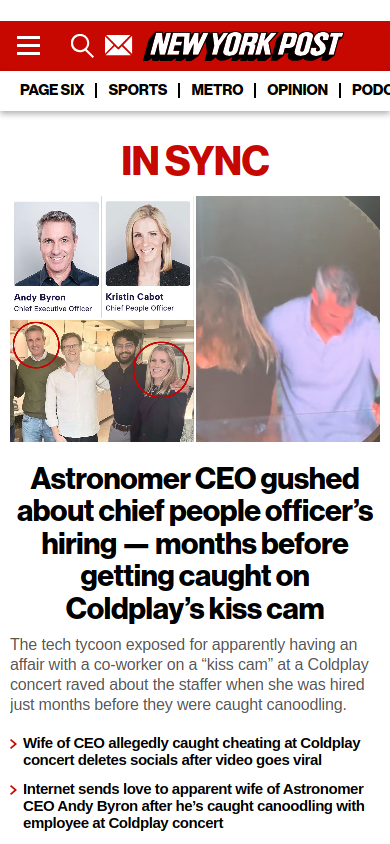 NEW YORK POST
PAGE SIX | SPORTS | METRO | OPINION | PODC
IN SYNC
Andy Byron
Chief Executive Officer
Kristin Cabot
Chief People Officer
Astronomer CEO gushed
about chief people officer’s
hiring — months before
getting caught on
Coldplay’s kiss cam
The tech tycoon exposed for apparently having an
affair with a co-worker on a “kiss cam” at a Coldplay
concert raved about the staffer when she was hired
just months before they were caught canoodling.
Wife of CEO allegedly caught cheating at Coldplay
concert deletes socials after video goes viral
Internet sends love to apparent wife of Astronomer
CEO Andy Byron after he’s caught canoodling with
employee at Coldplay concert